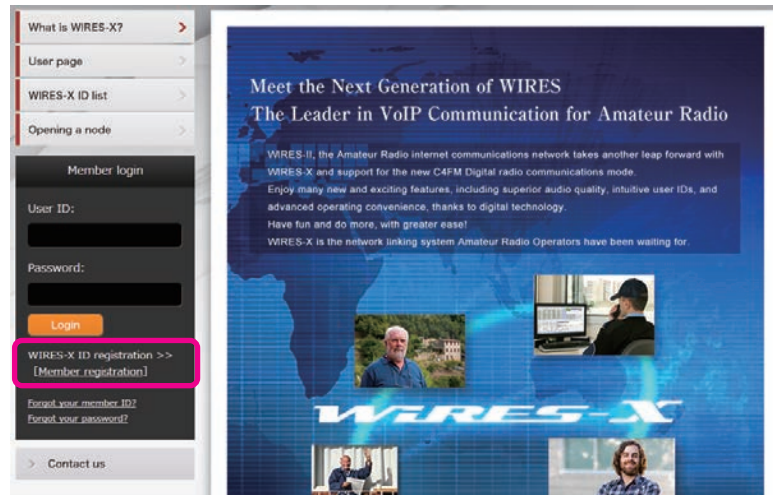 What is WIRES-X?
User page
WIRES-X ID list
Opening a node
Member login
User ID:
Password:
Login
WIRES-X ID registration >>
[Member registration]
Forgot your member ID?
Forgot your password?
> Contact us
Meet the Next Generation of WIRES
The Leader in VoIP Communication for Amateur Radio
WIRES-II, the Amateur Radio internet communications network takes another leap forward with
WIRES-X and support for the new C4FM Digital radio communications mode.
Enjoy many new and exciting features, including superior audio quality, intuitive user IDs, and
advanced operating convenience, thanks to digital technology.
Have fun and do more, with greater ease!
WIRES-X is the network linking system Amateur Radio Operators have been waiting for.
WiRES-X